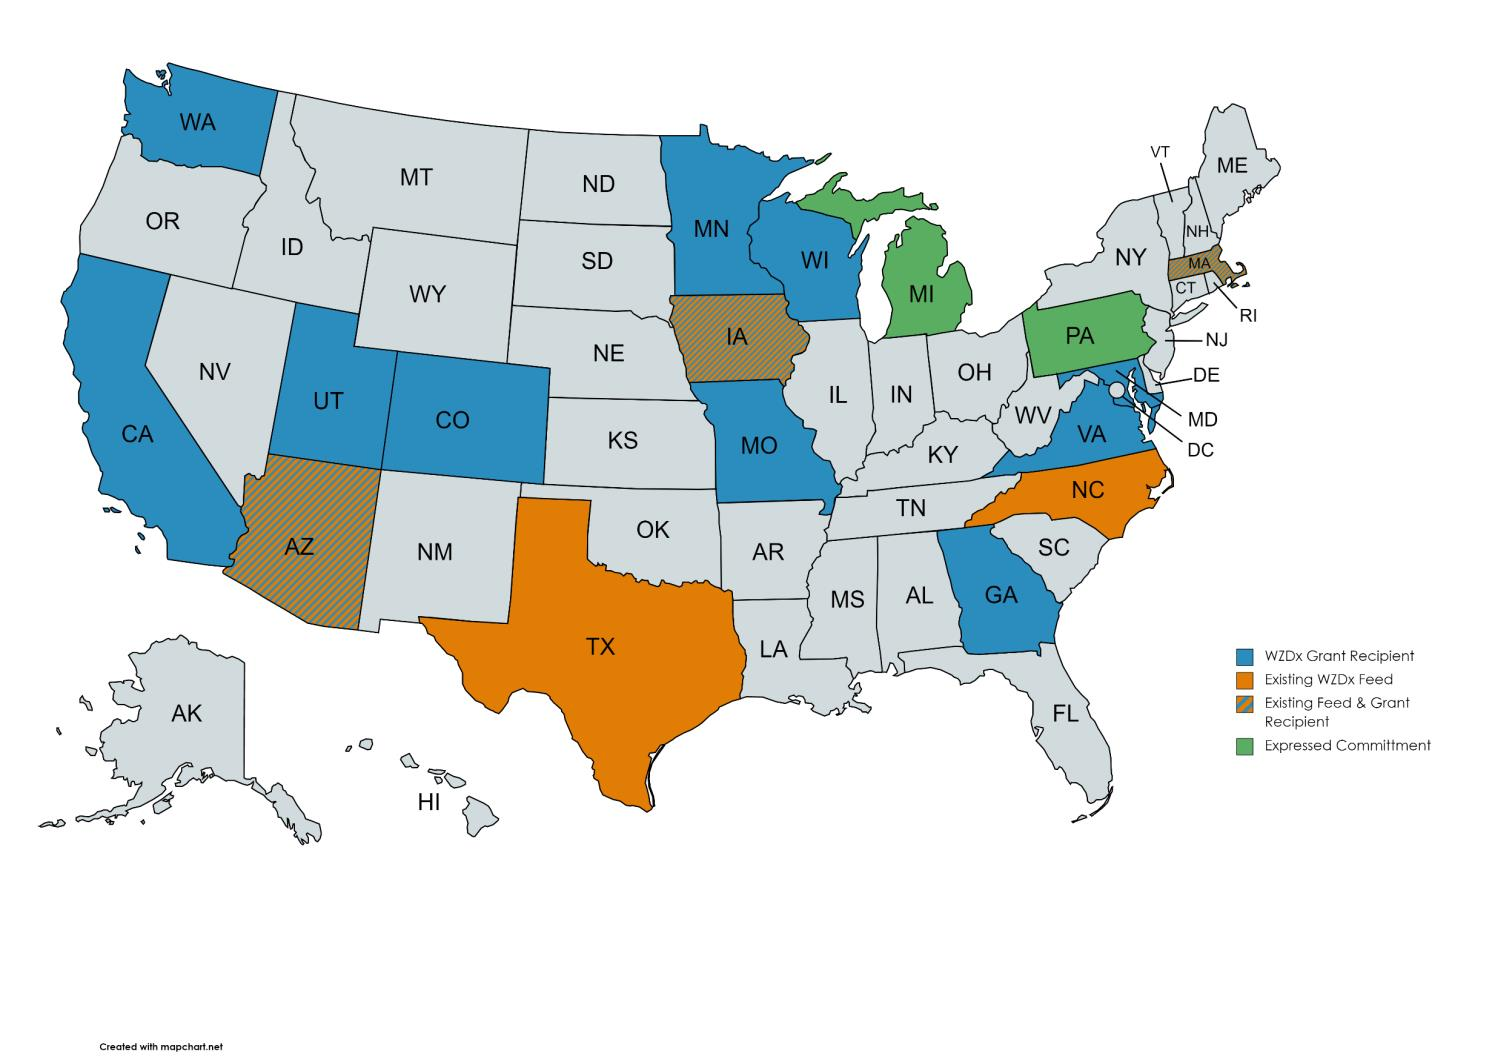 WA
MT
ND
MN
OR
ID
SD
WI
WY
MI
VT
ME
NH
NY
MA
CT
RI
IA
PA
NJ
NE
NV
UT
CO
IL
IN
OH
DE
WV
MD
VA
DC
CA
KS
MO
KY
NC
TN
AZ
NM
OK
AR
SC
MS
AL
GA
TX
LA
FL
AK
HI
WZDx Grant Recipient
Existing WZDx Feed
Existing Feed & Grant
Recipient
Expressed Committment
Created with mapchart.net